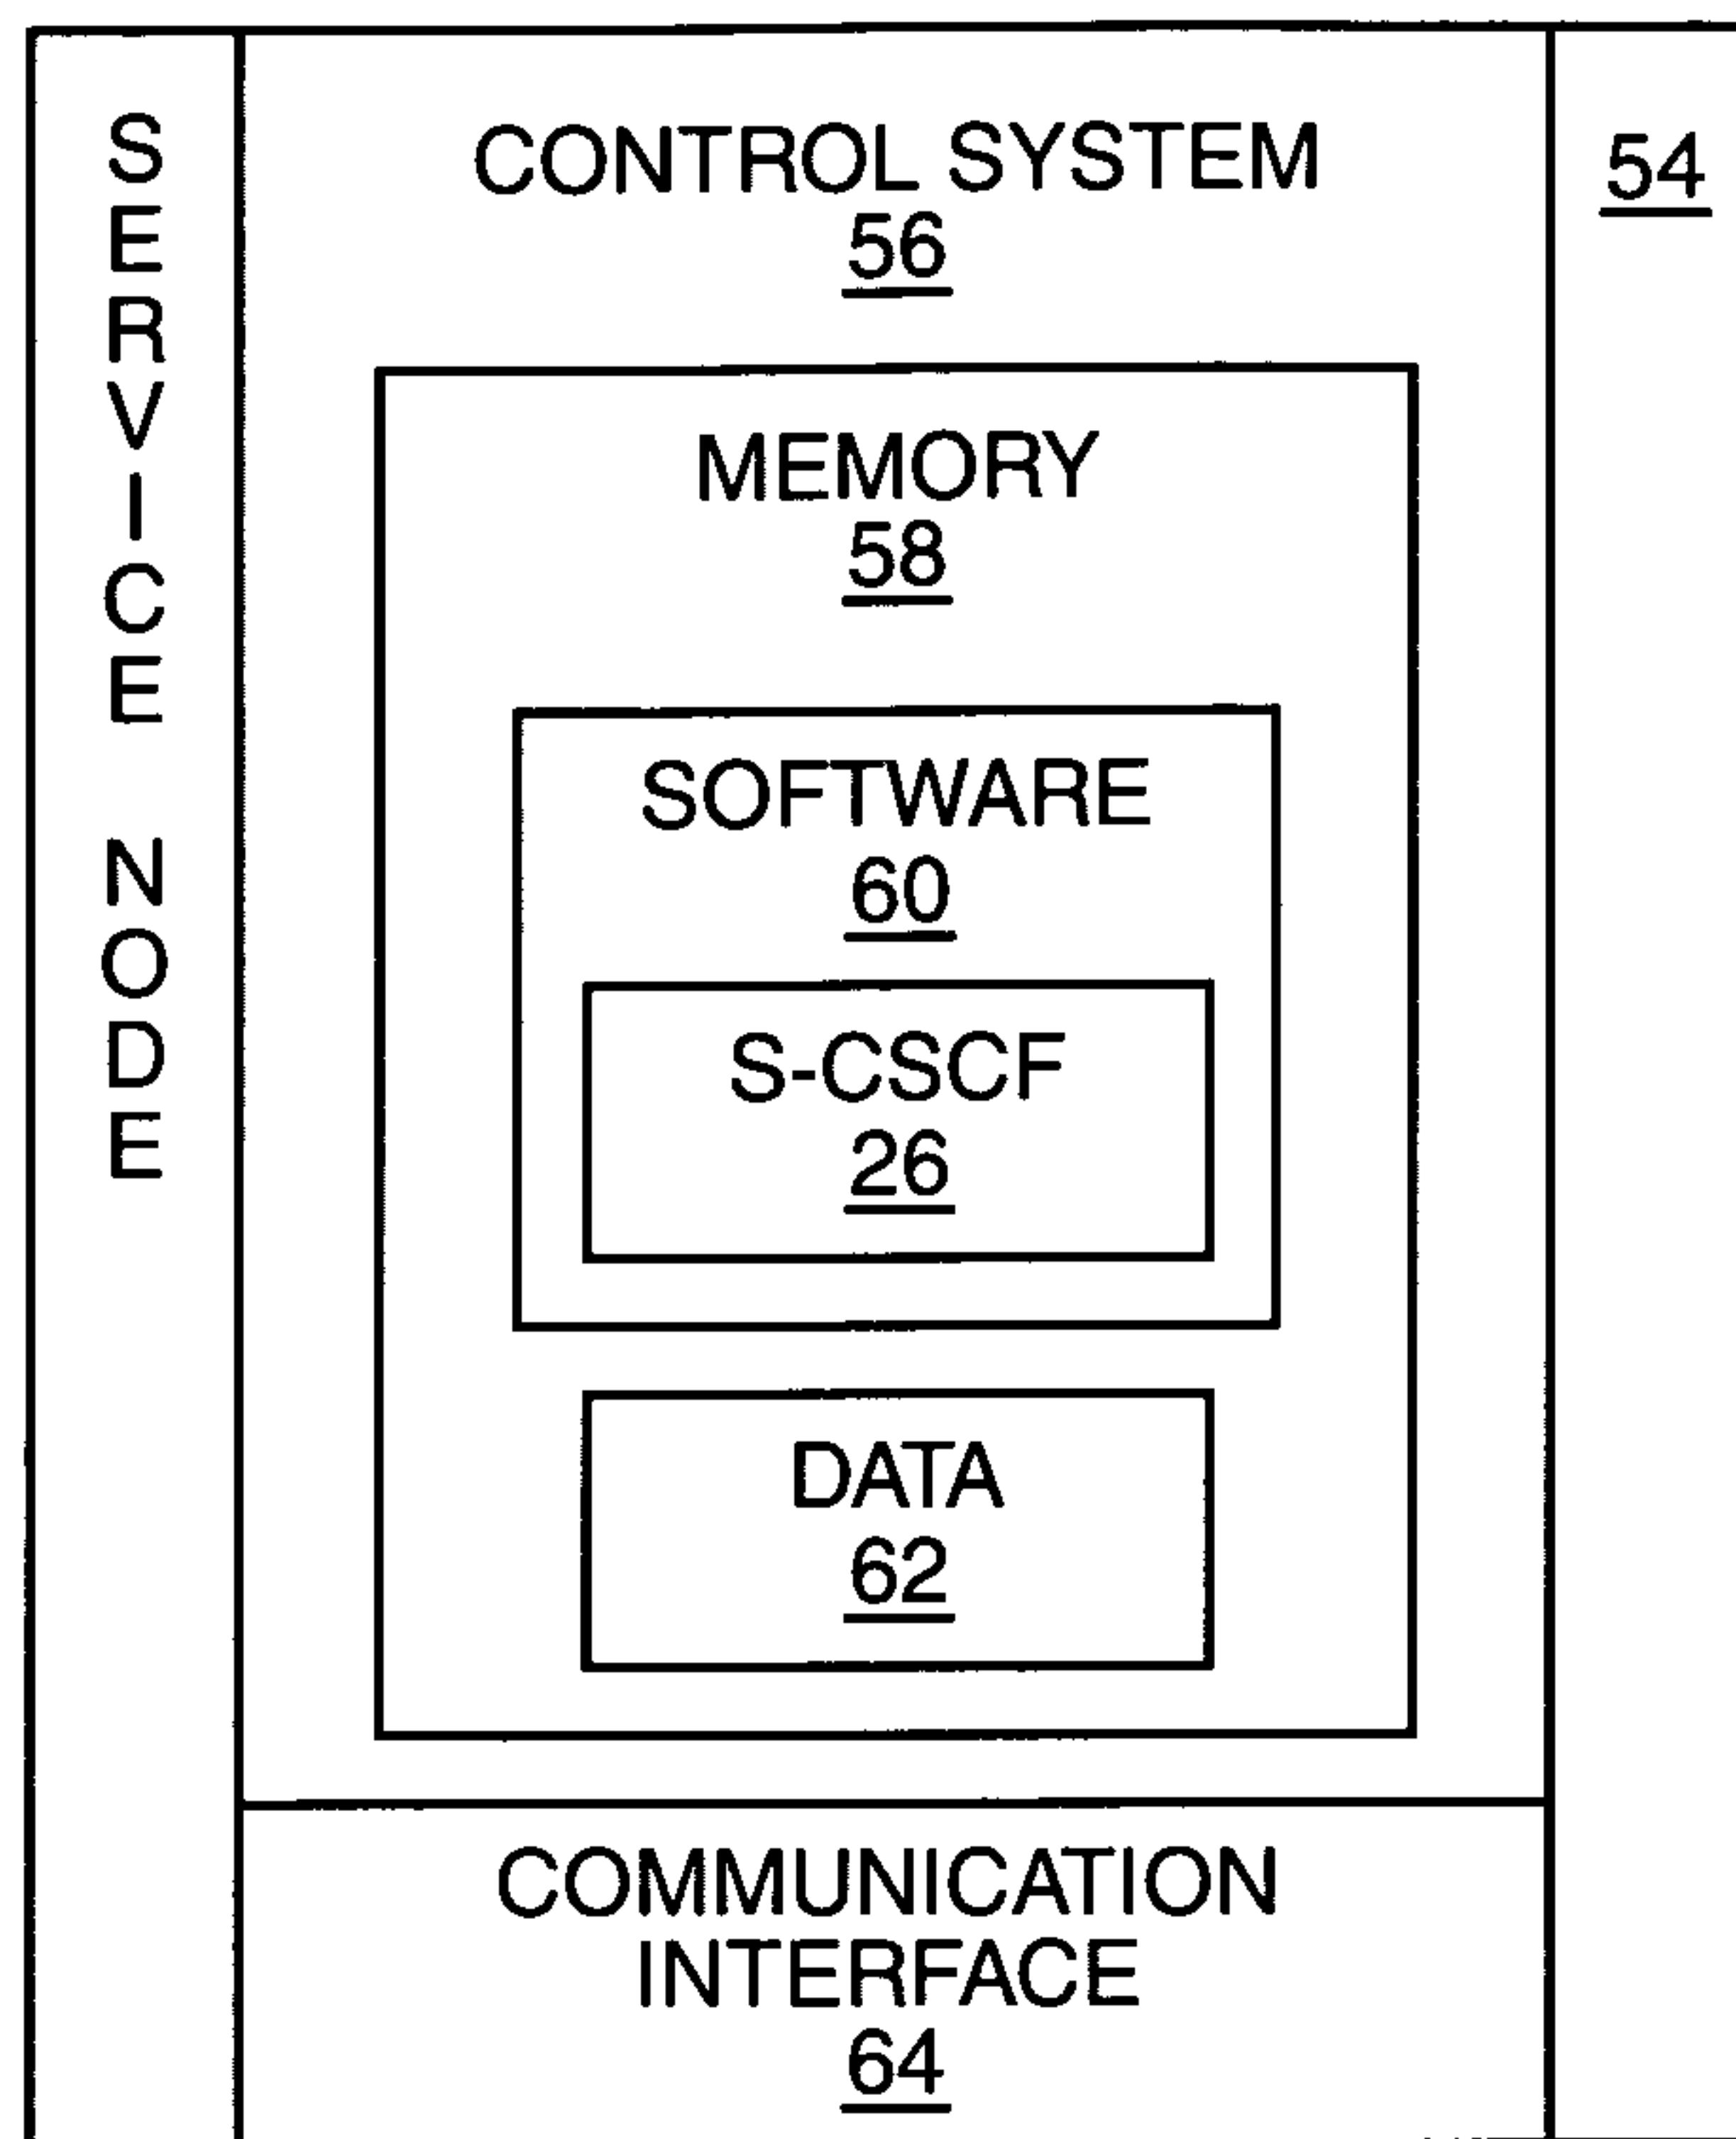 SERVICE NODE
CONTROL SYSTEM
56
54
MEMORY
58
SOFTWARE
60
S-CSCF
26
DATA
62
COMMUNICATION
INTERFACE
64